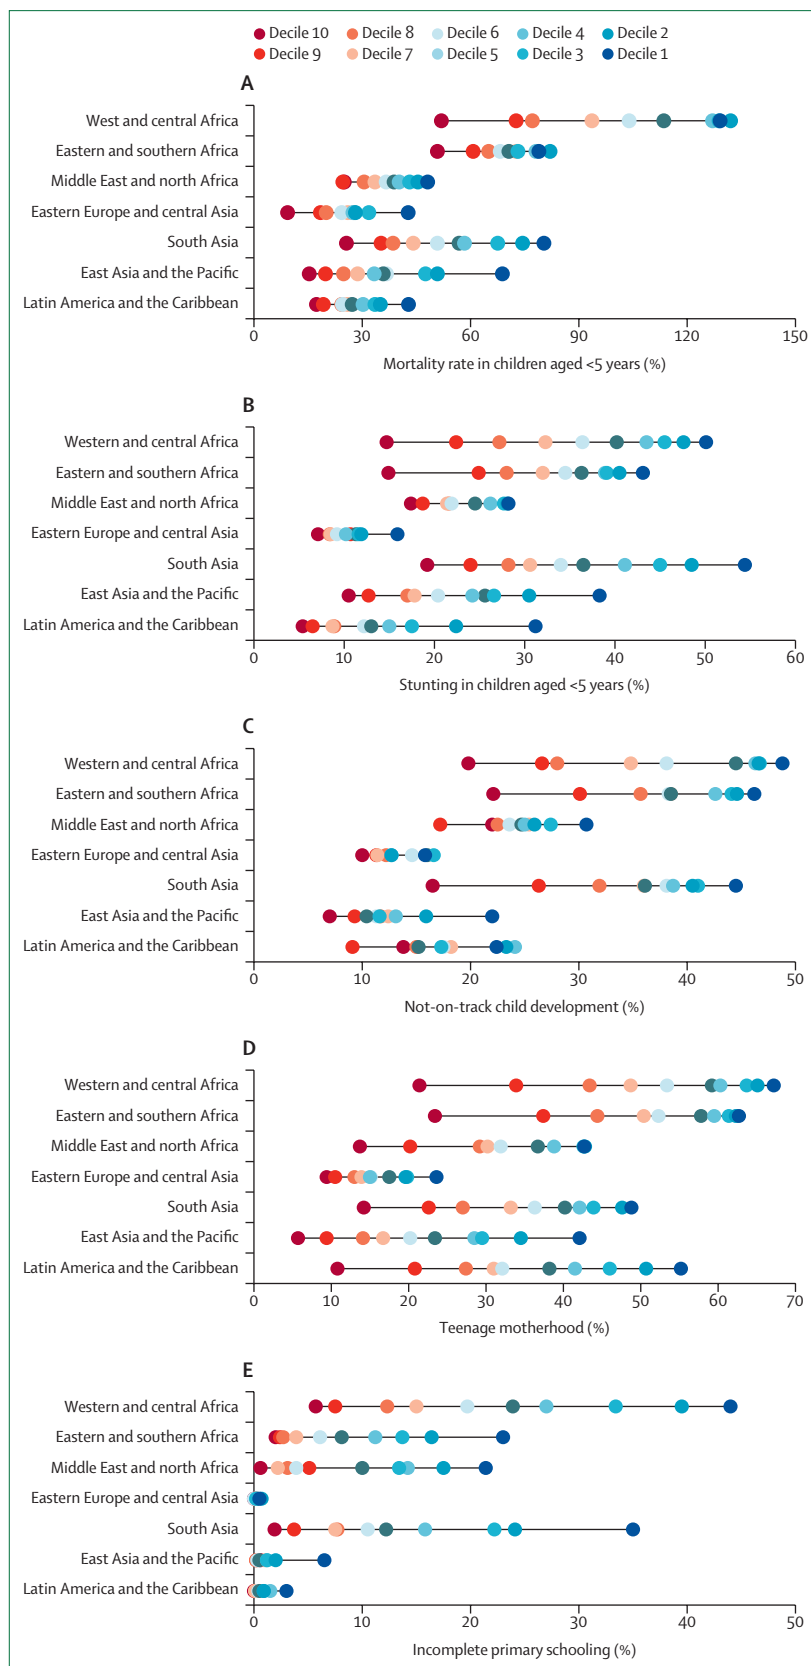 Decile 10 Decile 8 Decile 6 Decile 4 Decile 2
Decile 9 Decile 7 Decile 5 Decile 3 Decile 1
A
West and central Africa
Eastern and southern Africa
Middle East and north Africa
Eastern Europe and central Asia
South Asia
East Asia and the Pacific
Latin America and the Caribbean
0 30 60 90 120 150
Mortality rate in children aged <5 years (%)
B
Western and central Africa
Eastern and southern Africa
Middle East and north Africa
Eastern Europe and central Asia
South Asia
East Asia and the Pacific
Latin America and the Caribbean
0 10 20 30 40 50 60
Stunting in children aged <5 years (%)
C
Western and central Africa
Eastern and southern Africa
Middle East and north Africa
Eastern Europe and central Asia
South Asia
East Asia and the Pacific
Latin America and the Caribbean
0 10 20 30 40 50
Not-on-track child development (%)
D
Western and central Africa
Eastern and southern Africa
Middle East and north Africa
Eastern Europe and central Asia
South Asia
East Asia and the Pacific
Latin America and the Caribbean
0 10 20 30 40 50 60 70
Teenage motherhood (%)
E
Western and central Africa
Eastern and southern Africa
Middle East and north Africa
Eastern Europe and central Asia
South Asia
East Asia and the Pacific
Latin America and the Caribbean
0 10 20 30 40 50
Incomplete primary schooling (%)